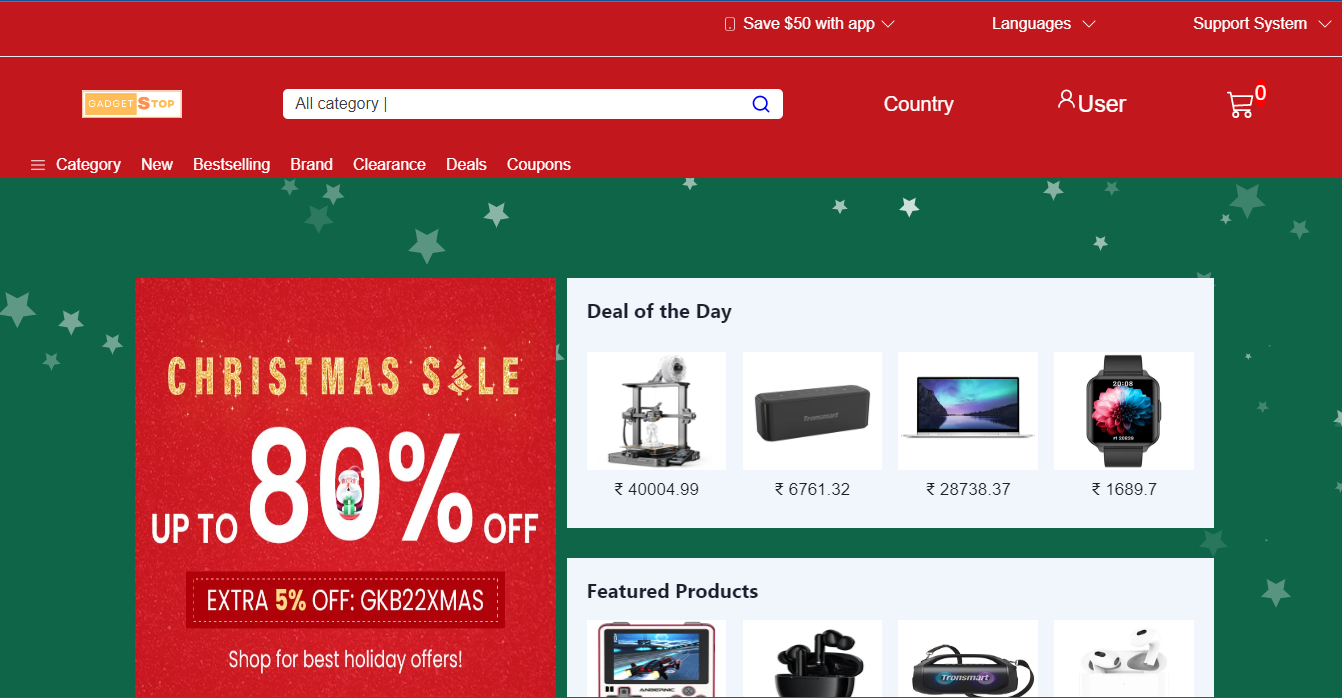 Save $50 with app
Languages
Support System
GADGET STOP
All category |
Country
User
0
Category New Bestselling Brand Clearance Deals Coupons
CHRISTMAS SALE
UP TO 80% OFF
EXTRA 5% OFF: GKB22XMAS
Shop for best holiday offers!
Deal of the Day
Tronsmart
20:08
₹ 40004.99
₹ 6761.32
₹ 28738.37
₹ 1689.7
Featured Products
ANBERNIC
Tronsmart